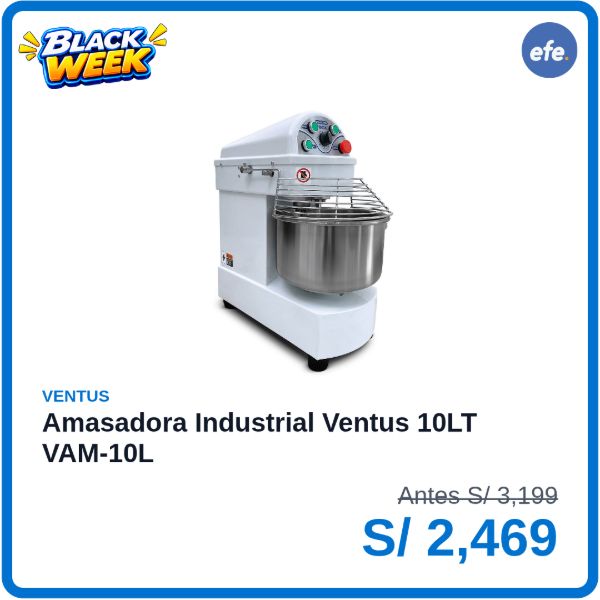 BLACK
WEEK
efe.
VENTUS
Amasadora Industrial Ventus 10LT
VAM-10L
Antes S/ 3,199
S/ 2,469